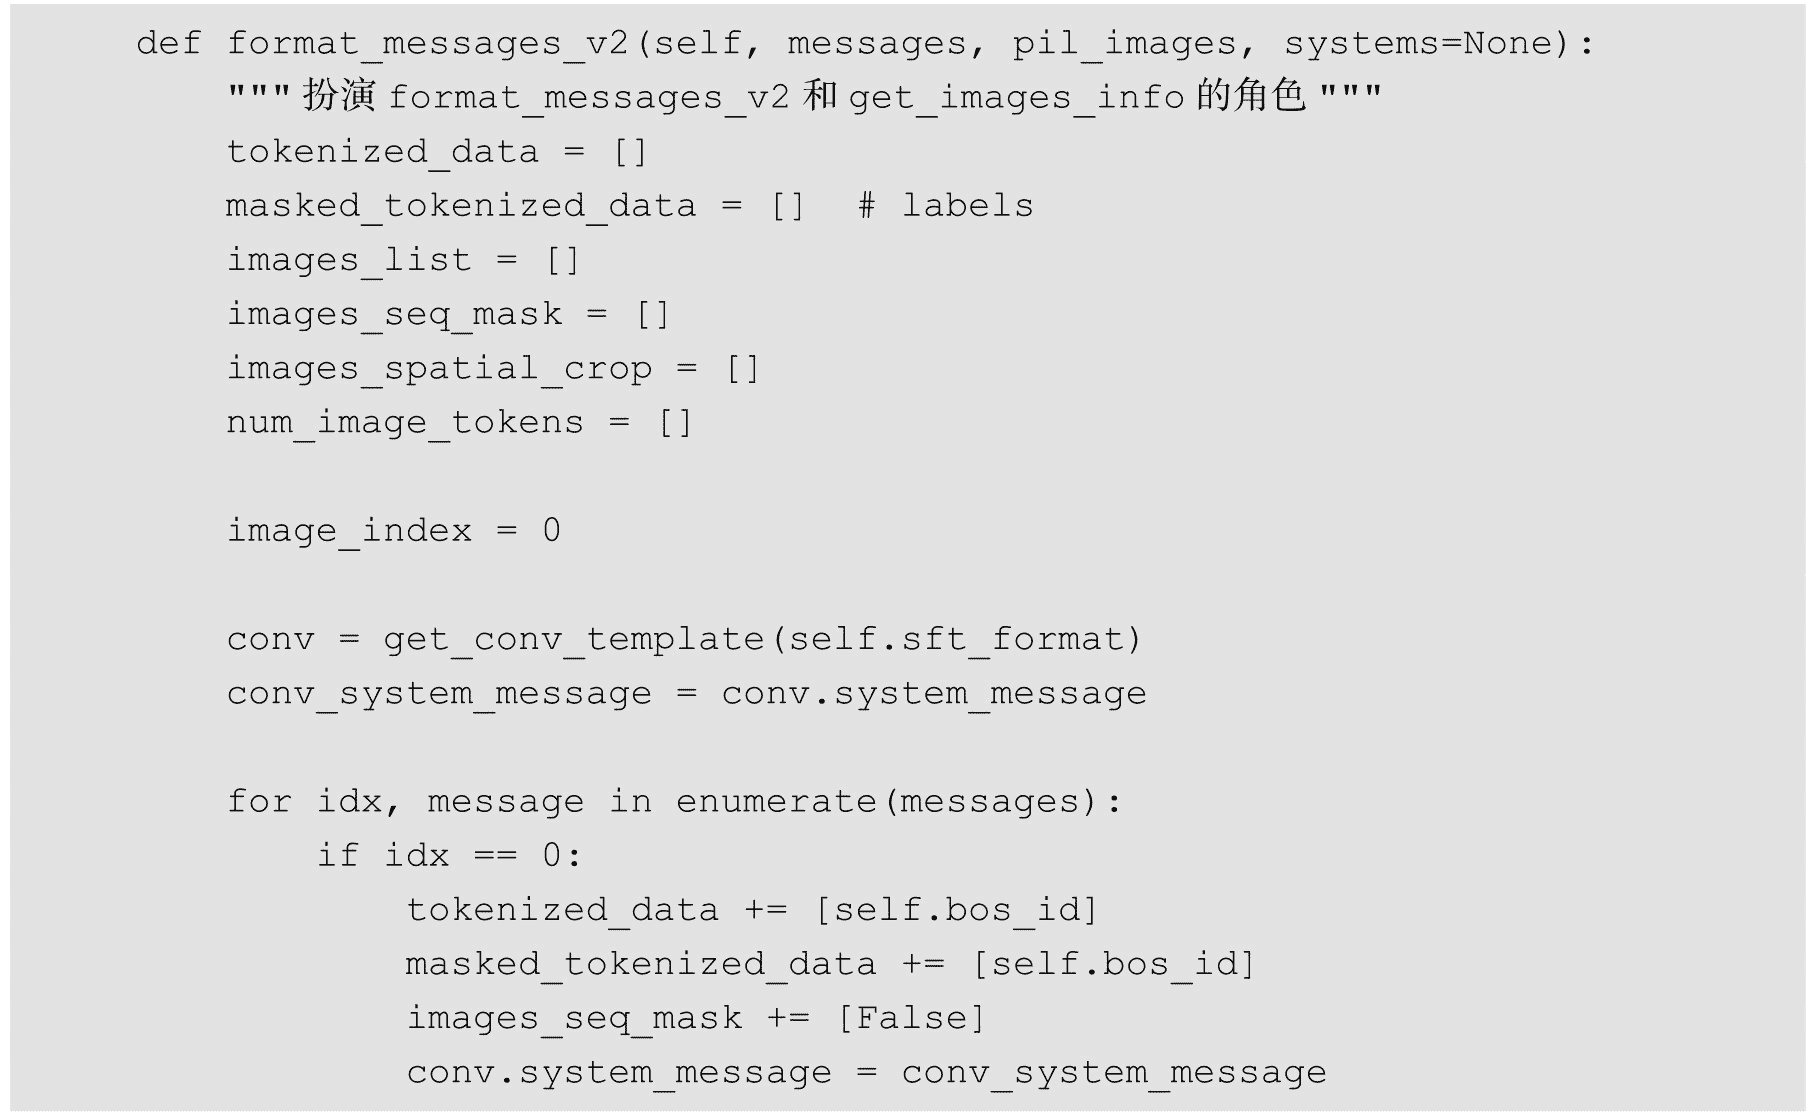 def format_messages_v2(self, messages, pil_images, systems=None):
    """ 扮演 format_messages_v2 和 get_images_info 的角色 """
    tokenized_data = []
    masked_tokenized_data = []  # labels
    images_list = []
    images_seq_mask = []
    images_spatial_crop = []
    num_image_tokens = []

    image_index = 0

    conv = get_conv_template(self.sft_format)
    conv_system_message = conv.system_message

    for idx, message in enumerate(messages):
        if idx == 0:
            tokenized_data += [self.bos_id]
            masked_tokenized_data += [self.bos_id]
            images_seq_mask += [False]
            conv.system_message = conv_system_message